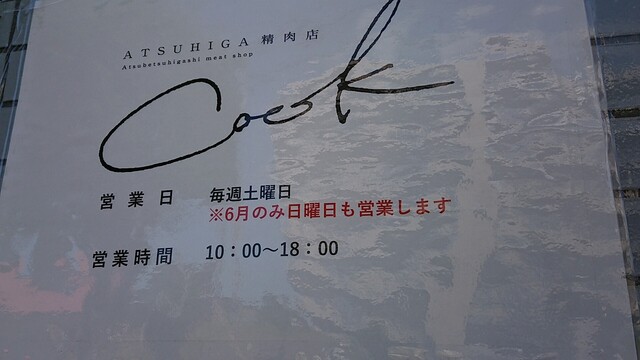 ATSUHIGA 精肉店
Atsubetsuhigashi meat shop
Cook
営業日 毎週土曜日
※6月のみ日曜日も営業します
営業時間 10：00～18：00